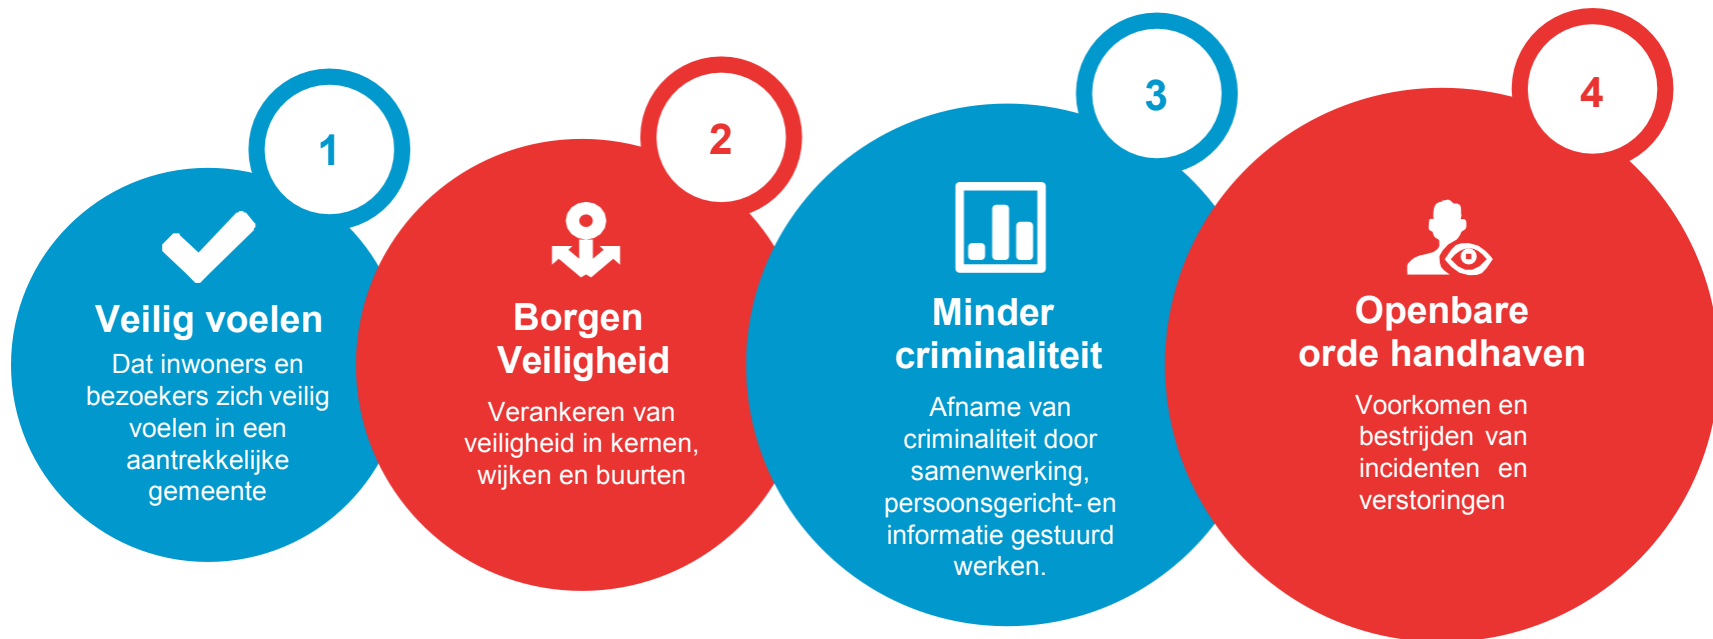 1
Veilig voelen
Dat inwoners en
bezoekers zich veilig
voelen in een
aantrekkelijke
gemeente
2
Borgen
Veiligheid
Verankeren van
veiligheid in kernen,
wijken en buurten
3
Minder
criminaliteit
Afname van
criminaliteit door
samenwerking,
persoonsgericht- en
informatie gestuurd
werken.
4
Openbare
orde handhaven
Voorkomen en
bestrijden van
incidenten en
verstoringen